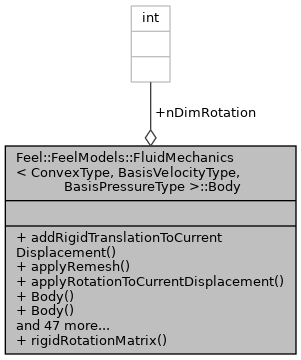 int
+nDimRotation
Feel::FeelModels::FluidMechanics
< ConvexType, BasisVelocityType,
BasisPressureType >::Body
+ addRigidTranslationToCurrent
Displacement()
+ applyRemesh()
+ applyRotationToCurrentDisplacement()
+ Body()
+ Body()
and 47 more...
+ rigidRotationMatrix()